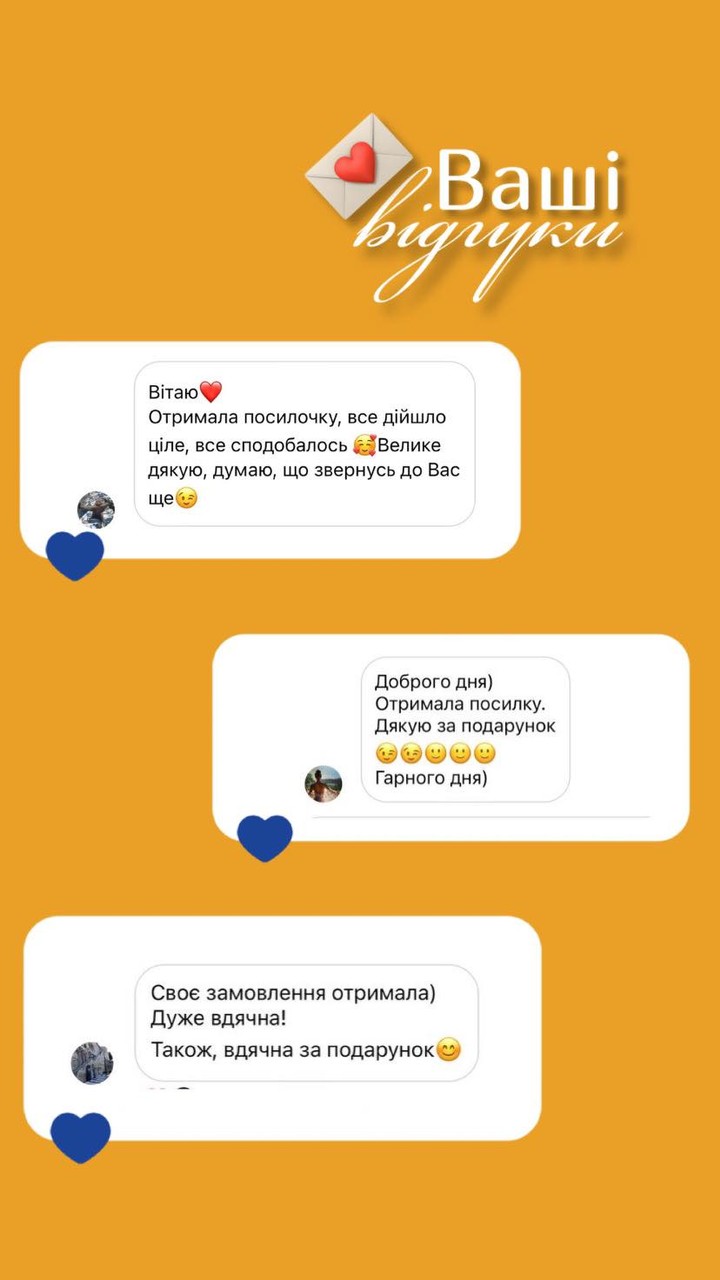 Ваші
відгуки
Вітаю❤️
Отримала посилочку, все дійшло
ціле, все сподобалось 🥰Велике
дякую, думаю, що звернусь до Вас
ще😉
Доброго дня)
Отримала посилку.
Дякую за подарунок
😉😉🙂🙂🙂
Гарного дня)
Своє замовлення отримала)
Дуже вдячна!
Також, вдячна за подарунок😊